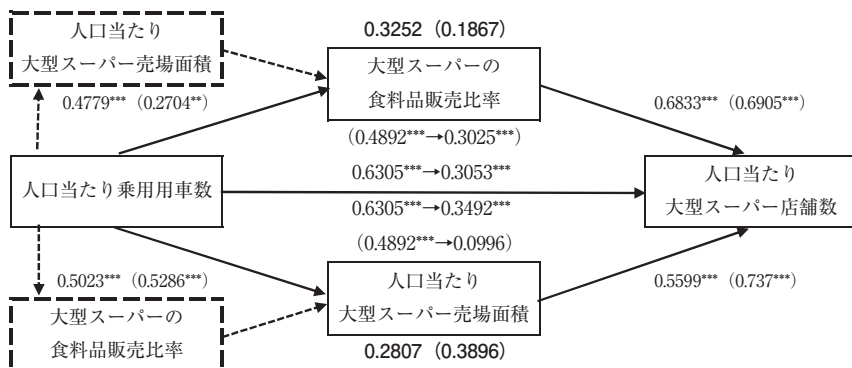 人口当たり
大型スーパー売場面積
0.3252（0.1867）
大型スーパーの
食料品販売比率
0.4779***（0.2704**）
0.6833***（0.6905***）
（0.4892***→0.3025***）
0.6305***→0.3053***
人口当たり乗用用車数
人口当たり
大型スーパー店舗数
0.6305***→0.3492***
（0.4892***→0.0996）
0.5023***（0.5286***）
人口当たり
大型スーパー売場面積
0.5599***（0.737***）
大型スーパーの
食料品販売比率
0.2807（0.3896）